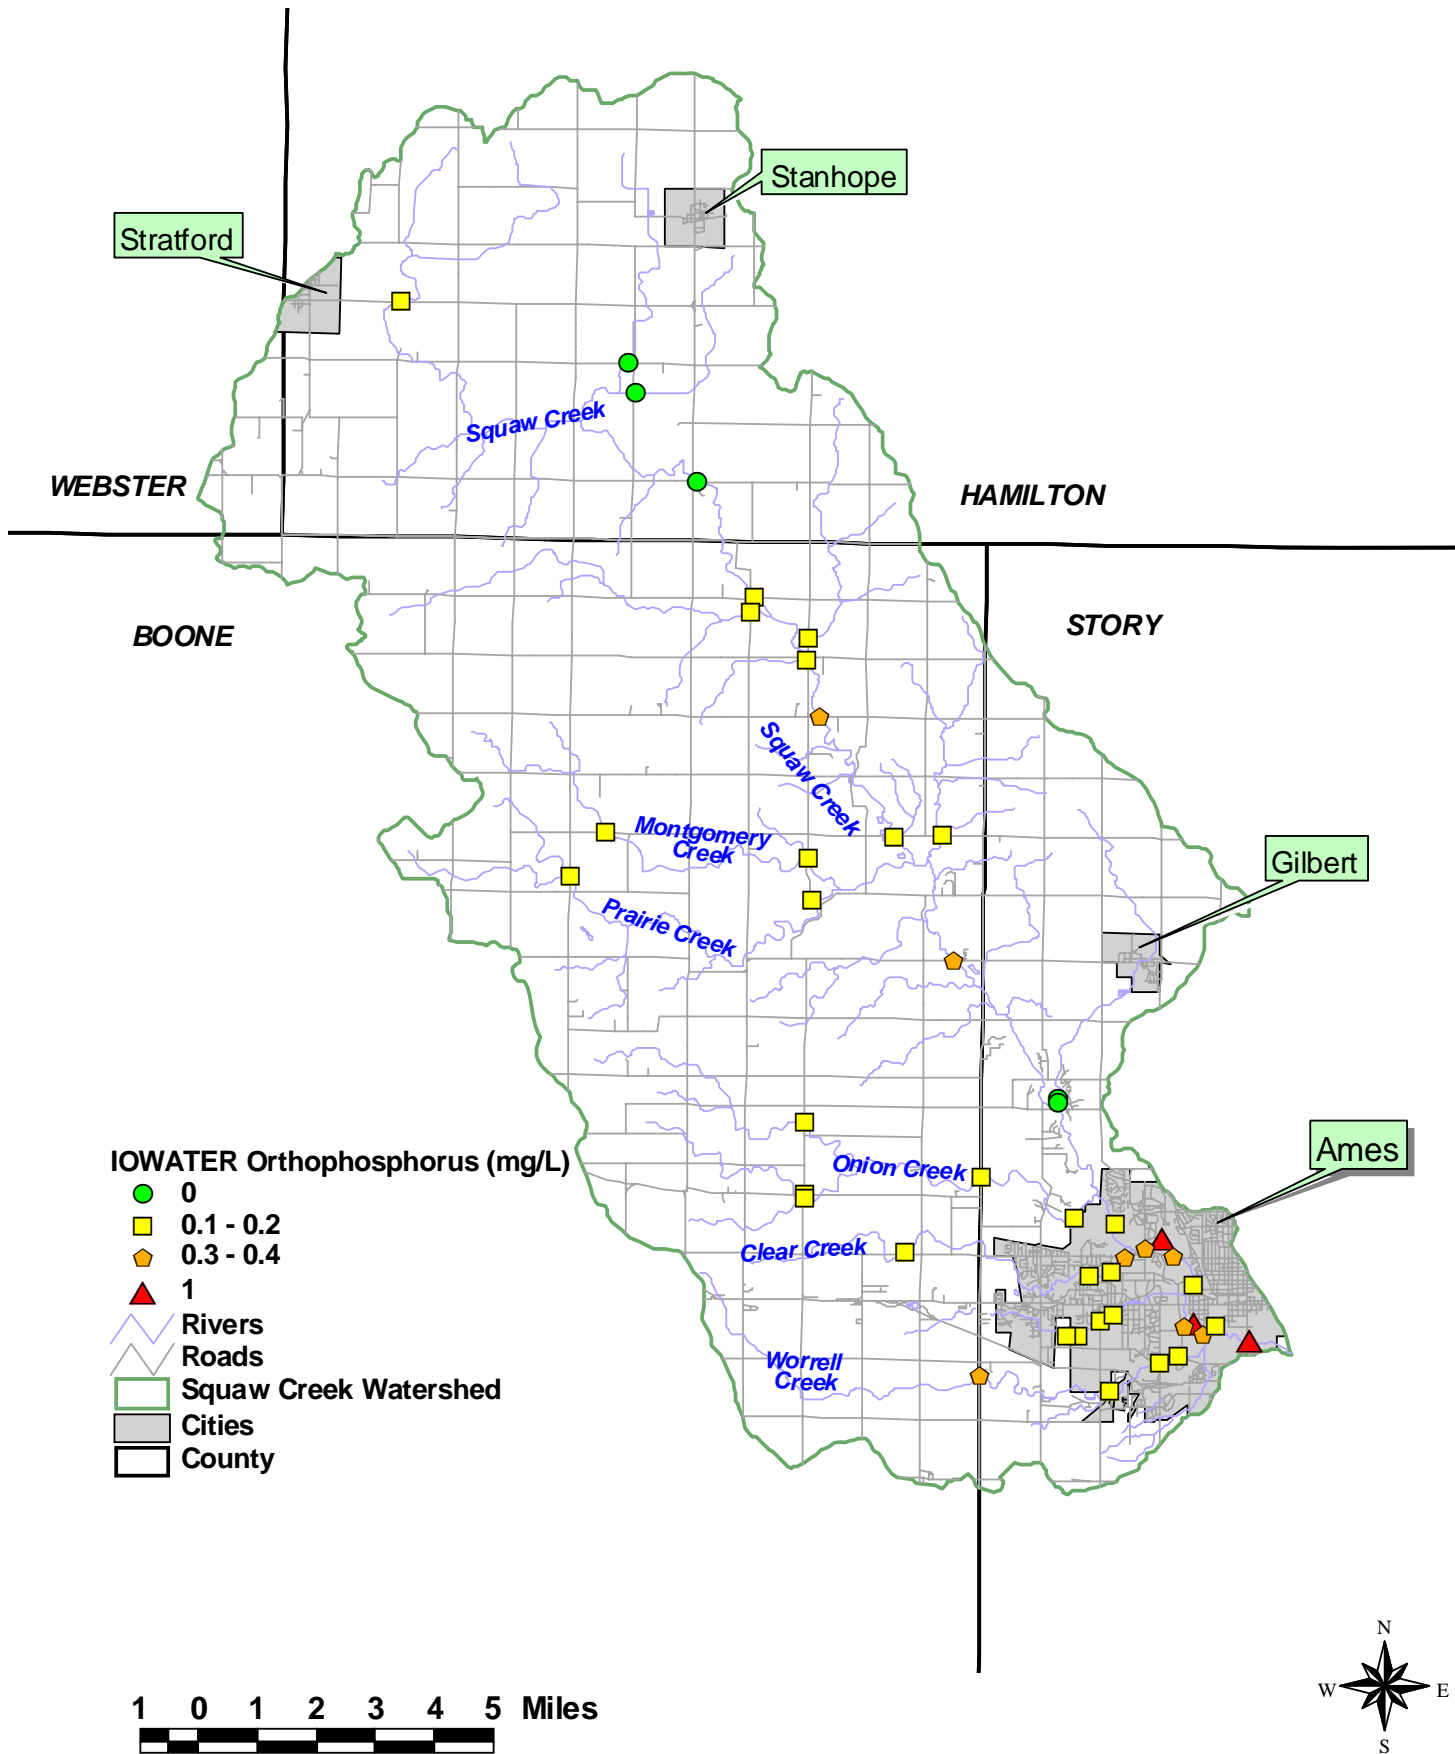 Stanhope
Stratford
Squaw Creek
WEBSTER
HAMILTON
BOONE
STORY
Squaw Creek
Montgomery
Creek
Gilbert
Prairie Creek
Ames
IOWATER Orthophosphorus (mg/L)
0
0.1 - 0.2
0.3 - 0.4
1
Rivers
Roads
Squaw Creek Watershed
Cities
County
Onion Creek
Clear Creek
Worrell
Creek
1 0 1 2 3 4 5 Miles
N
W E
S